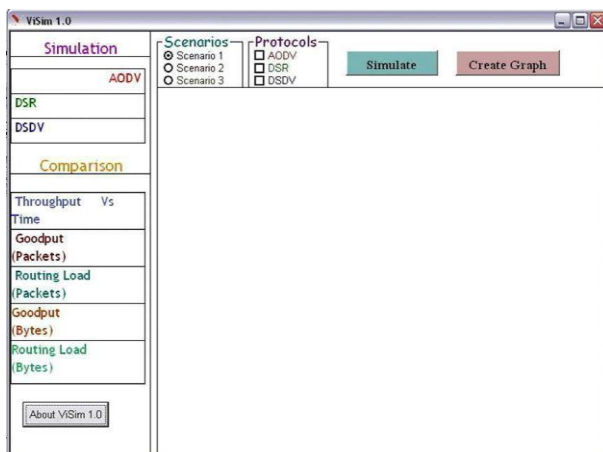 ViSim 1.0
Simulation
AODV
DSR
DSDV
Comparison
Throughput Vs
Time
Goodput
(Packets)
Routing Load
(Packets)
Goodput
(Bytes)
Routing Load
(Bytes)
About ViSim 1.0
Scenarios
Scenario 1
Scenario 2
Scenario 3
Protocols
AODV
DSR
DSDV
Simulate
Create Graph